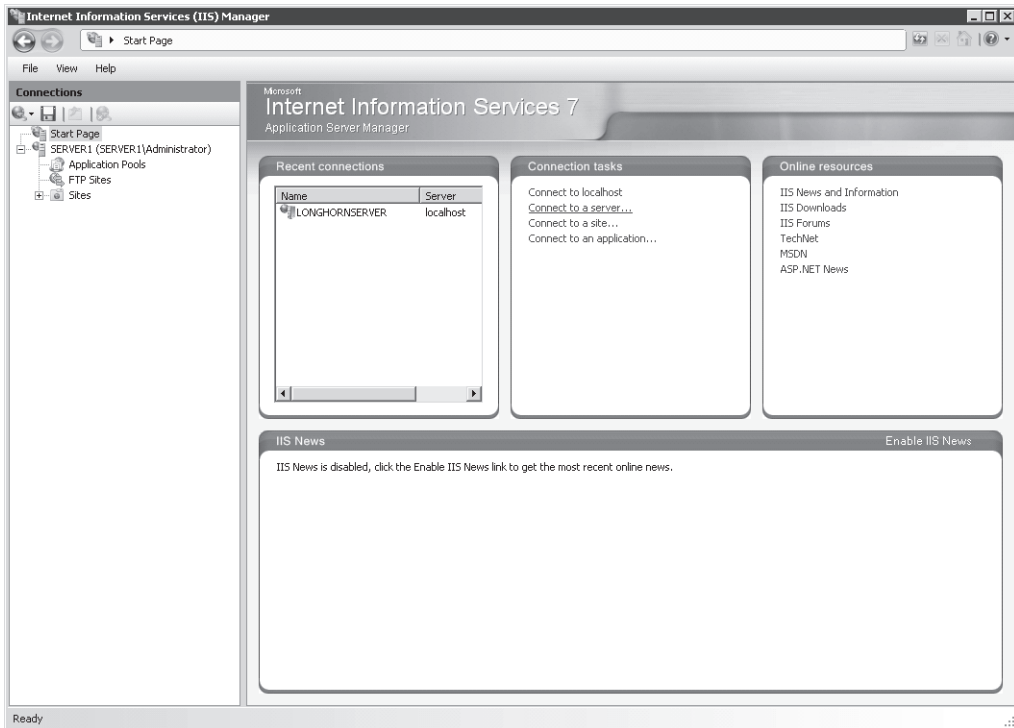 Internet Information Services (IIS) Manager
Start Page
File View Help
Connections
Start Page
SERVER1 (SERVER1\Administrator)
Application Pools
FTP Sites
Sites
Microsoft
Internet Information Services 7
Application Server Manager
Recent connections
Name Server
LONGHORNSERVER localhost
Connection tasks
Connect to localhost
Connect to a server...
Connect to a site...
Connect to an application...
Online resources
IIS News and Information
IIS Downloads
IIS Forums
TechNet
MSDN
ASP.NET News
IIS News Enable IIS News
IIS News is disabled, click the Enable IIS News link to get the most recent online news.
Ready